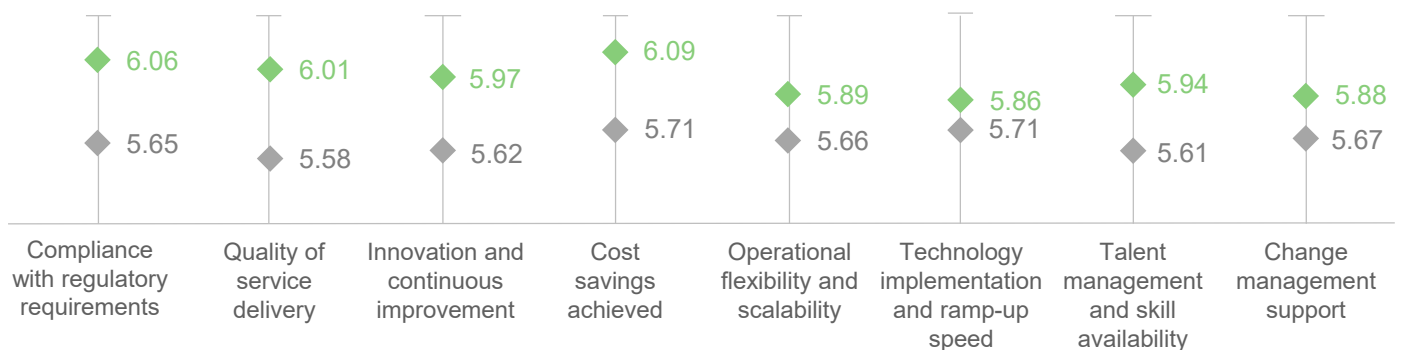 6.06
5.65
6.01
5.58
5.97
5.62
6.09
5.71
5.89
5.66
5.86
5.71
5.94
5.61
5.88
5.67
Compliance
with regulatory
requirements
Quality of
service
delivery
Innovation and
continuous
improvement
Cost
savings
achieved
Operational
flexibility and
scalability
Technology
implementation
and ramp-up
speed
Talent
management
and skill
availability
Change
management
support